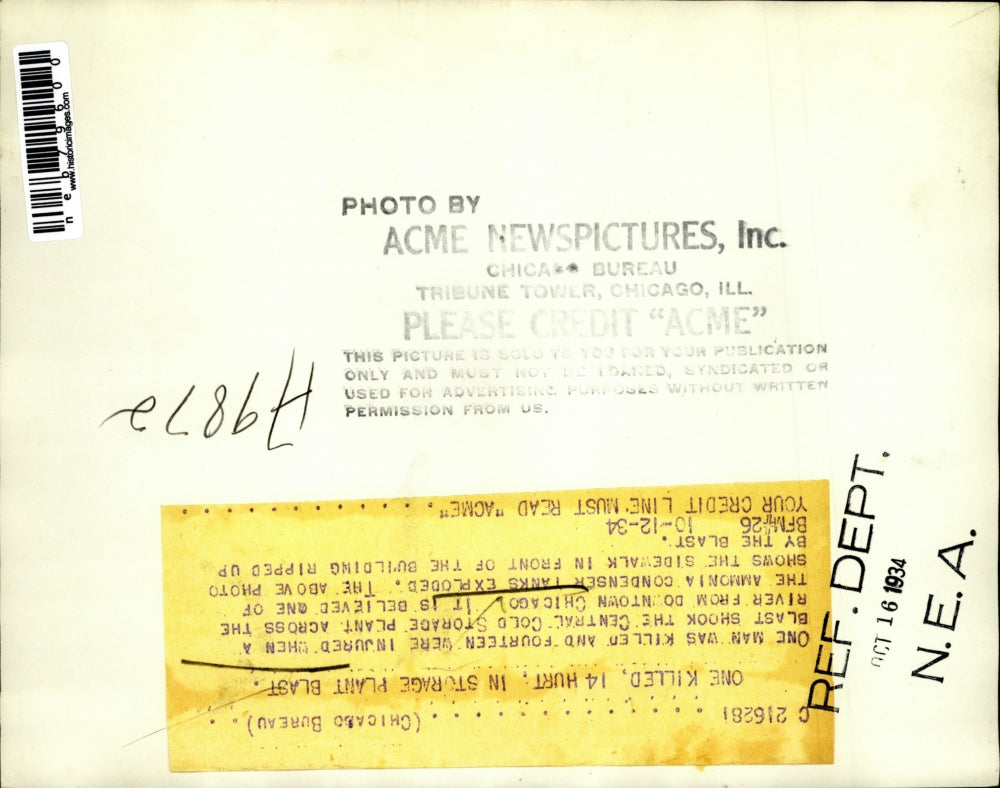 neb79600
www.historicimages.com
PHOTO BY
ACME NEWSPICTURES, Inc.
CHICAGO BUREAU
TRIBUNE TOWER, CHICAGO, ILL.
PLEASE CREDIT "ACME"
THIS PICTURE IS SOLD TO YOU FOR YOUR PUBLICATION
ONLY AND MUST NOT BE LOANED, SYNDICATED OR
USED FOR ADVERTISING PURPOSES WITHOUT WRITTEN
PERMISSION FROM US.
H9872
C 216281 . . . . . . . . . . . . . (CHICAGO BUREAU) . .
ONE KILLED, 14 HURT, IN STORAGE PLANT BLAST.
ONE MAN WAS KILLED AND FOURTEEN WERE INJURED WHEN A
BLAST SHOOK THE CENTRAL COLD STORAGE PLANT ACROSS THE
RIVER FROM DOWNTOWN CHICAGO. IT IS BELIEVED ONE OF
THE AMMONIA CONDENSER TANKS EXPLODED. THE ABOVE PHOTO
SHOWS THE SIDEWALK IN FRONT OF THE BUILDING RIPPED UP
BY THE BLAST.
BFM 26 10-12-34
YOUR CREDIT LINE MUST READ "ACME" . . . . . . . . . . . .
REF. DEPT.
OCT 16 1934
N.E.A.